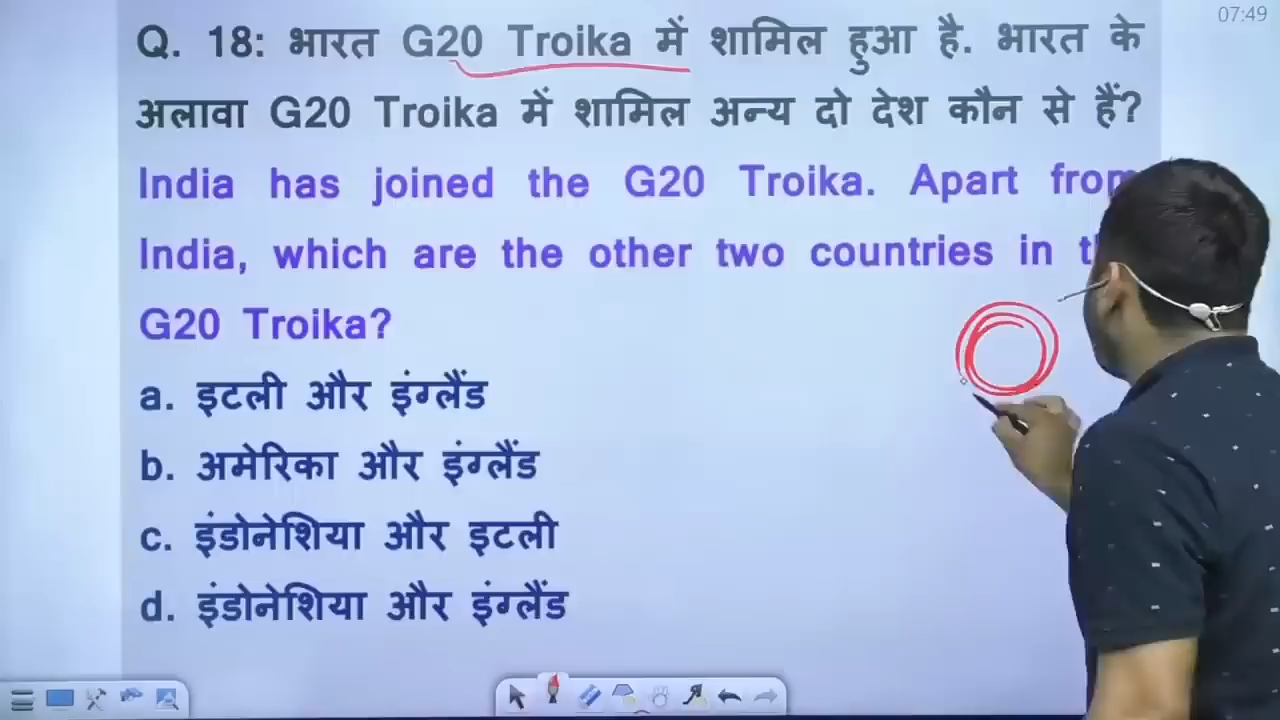 07:49
Q. 18: भारत G20 Troika में शामिल हुआ है. भारत के
अलावा G20 Troika में शामिल अन्य दो देश कौन से हैं?
India has joined the G20 Troika. Apart from
India, which are the other two countries in
G20 Troika?
a. इटली और इंग्लैंड
b. अमेरिका और इंग्लैंड
c. इंडोनेशिया और इटली
d. इंडोनेशिया और इंग्लैंड